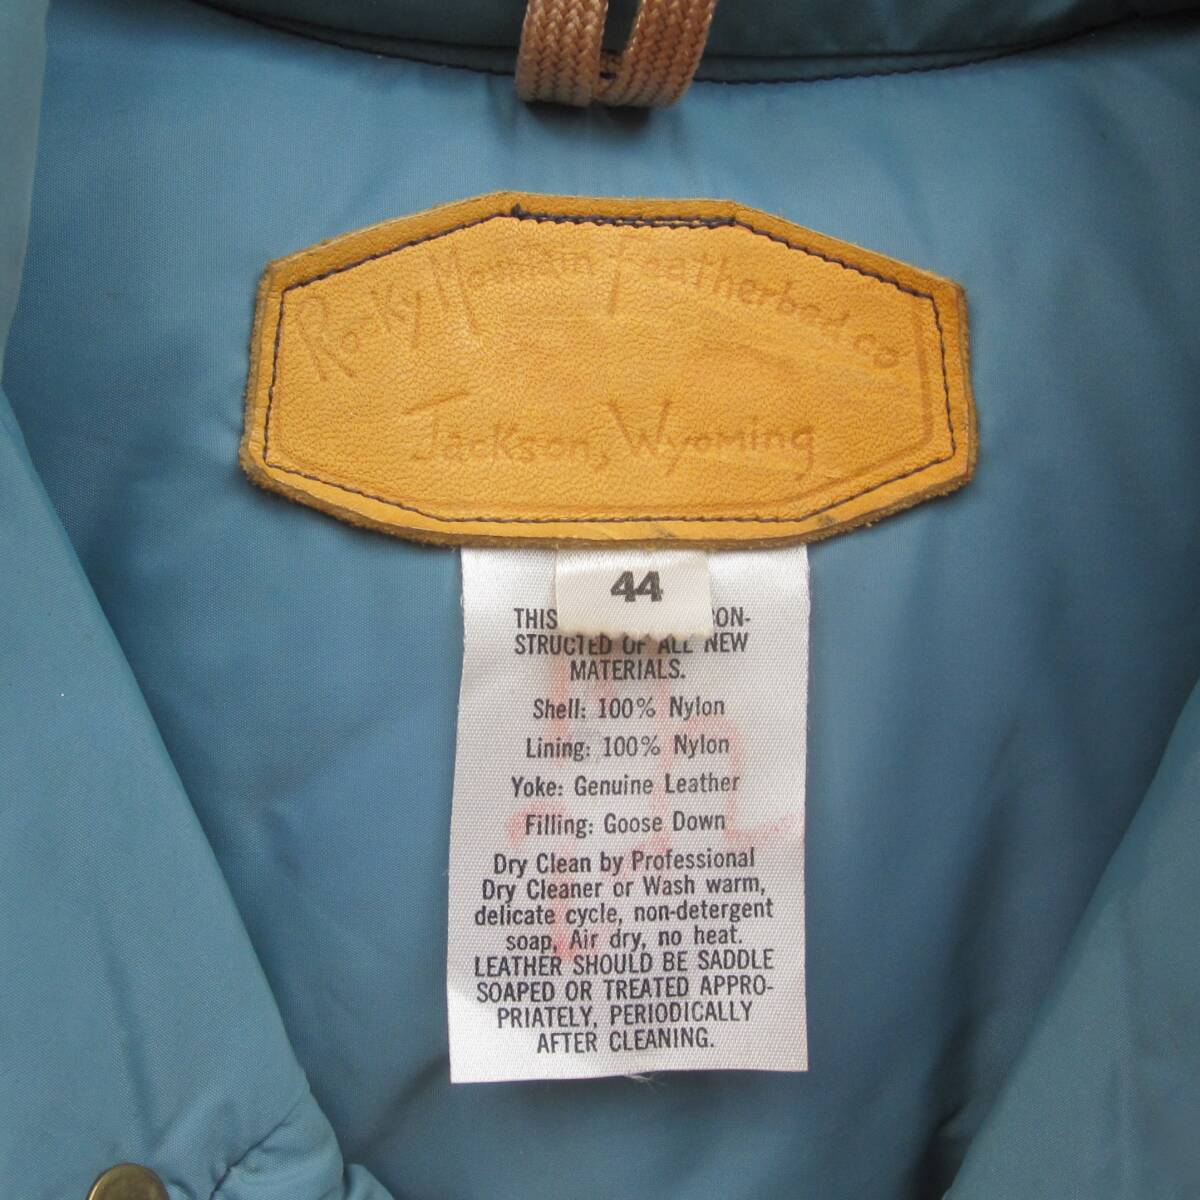 Rocky Mountain Featherbed co
Jackson, Wyoming
44
THIS CON-
STRUCTED OF ALL NEW
MATERIALS.
Shell: 100% Nylon
Lining: 100% Nylon
Yoke: Genuine Leather
Filling: Goose Down
Dry Clean by Professional
Dry Cleaner or Wash warm,
delicate cycle, non-detergent
soap, Air dry, no heat.
LEATHER SHOULD BE SADDLE
SOAPED OR TREATED APPRO-
PRIATELY, PERIODICALLY
AFTER CLEANING.